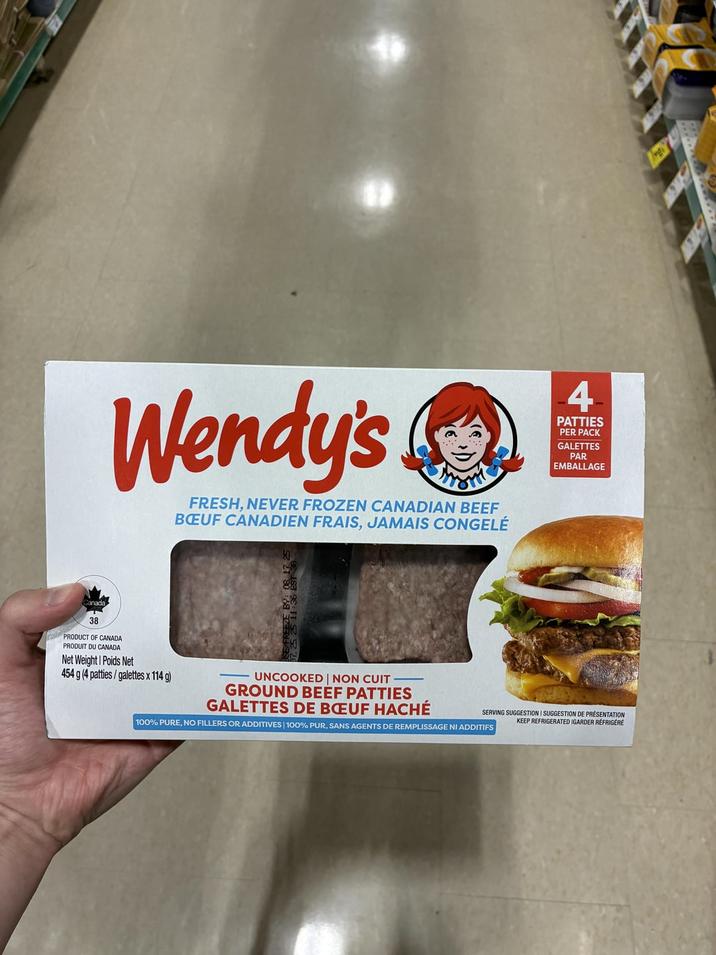 Wendy's
4
PATTIES
PER PACK
GALETTES
PAR
EMBALLAGE
FRESH, NEVER FROZEN CANADIAN BEEF
BŒUF CANADIEN FRAIS, JAMAIS CONGELÉ
Canada
38
PRODUCT OF CANADA
PRODUIT DU CANADA
Net Weight | Poids Net
454 g (4 patties / galettes x 114 g)
UNCOOKED | NON CUIT
GROUND BEEF PATTIES
GALETTES DE BŒUF HACHÉ
100% PURE, NO FILLERS OR ADDITIVES | 100% PUR, SANS AGENTS DE REMPLISSAGE NI ADDITIFS
SERVING SUGGESTION | SUGGESTION DE PRÉSENTATION
KEEP REFRIGERATED |GARDER RÉFRIGÉRÉ